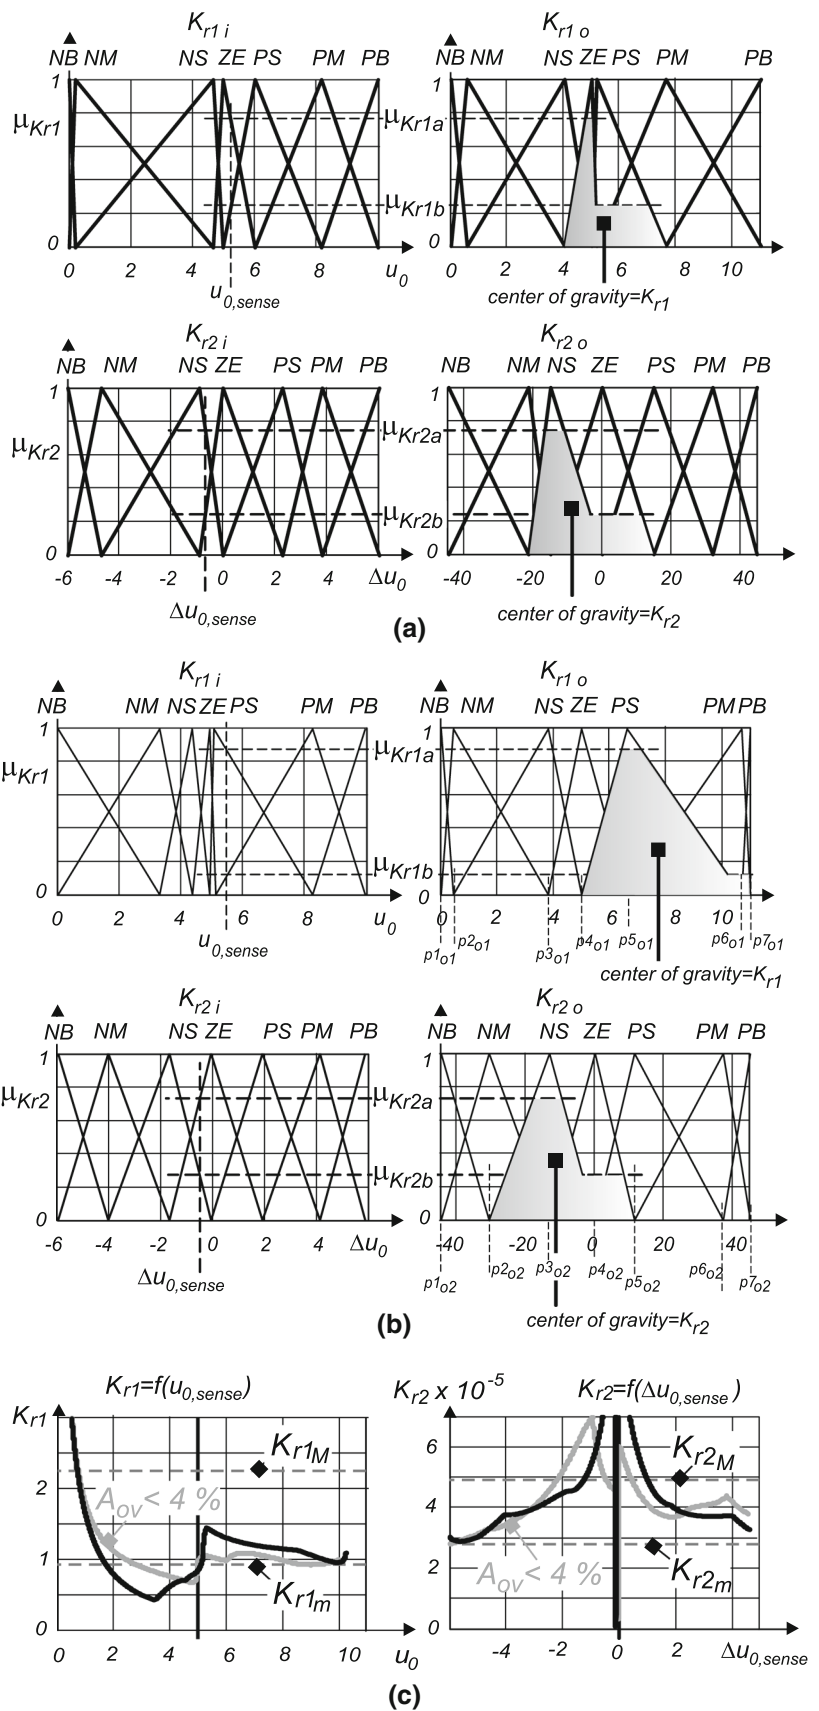 K_r1 i K_r1 o
NB NM NS ZE PS PM PB NB NM NS ZE PS PM PB
1 1
μ_Kr1 μ_Kr1a
μ_Kr1b
0 0
0 2 4 6 8 u_0 0 2 4 6 8 10
u_0,sense center of gravity=K_r1
K_r2 i K_r2 o
NB NM NS ZE PS PM PB NB NM NS ZE PS PM PB
1 1
μ_Kr2 μ_Kr2a
μ_Kr2b
0 0
-6 -4 -2 0 2 4 Δu_0 -40 -20 0 20 40
Δu_0,sense center of gravity=K_r2
(a)
K_r1 i K_r1 o
NB NM NS ZE PS PM PB NB NM NS ZE PS PM PB
1 1
μ_Kr1 μ_Kr1a
μ_Kr1b
0 0
0 2 4 6 8 u_0 0 2 4 6 8 10
u_0,sense p1_o1 p2_o1 p3_o1 p4_o1 p5_o1 p6_o1 p7_o1
center of gravity=K_r1
K_r2 i K_r2 o
NB NM NS ZE PS PM PB NB NM NS ZE PS PM PB
1 1
μ_Kr2 μ_Kr2a
μ_Kr2b
0 0
-6 -4 -2 0 2 4 Δu_0 -40 -20 0 20 40
Δu_0,sense p1_o2 p2_o2 p3_o2 p4_o2 p5_o2 p6_o2 p7_o2
center of gravity=K_r2
(b)
K_r1=f(u_0,sense) K_r2 x 10^-5 K_r2=f(Δu_0,sense)
K_r1
K_r1M 6 K_r2M
2
A_ov< 4 % 4
1
K_r1m 2 A_ov< 4 % K_r2m
0 0
0 2 4 6 8 10 u_0 -4 -2 0 2 Δu_0,sense
(c)